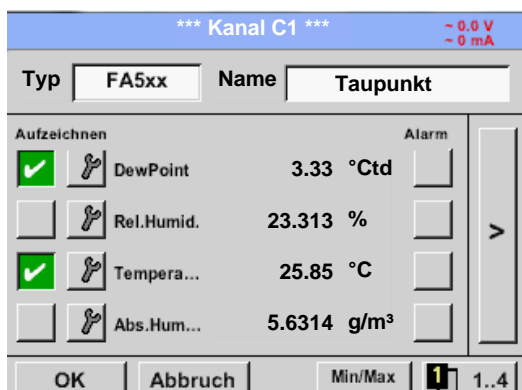 *** Kanal C1 *** ~ 0.0 V
~ 0 mA
Typ FA5xx Name Taupunkt
Aufzeichnen Alarm
DewPoint 3.33 °Ctd
Rel.Humid. 23.313 %
Tempera... 25.85 °C
Abs.Hum... 5.6314 g/m³
>
OK Abbruch Min/Max 1 1..4